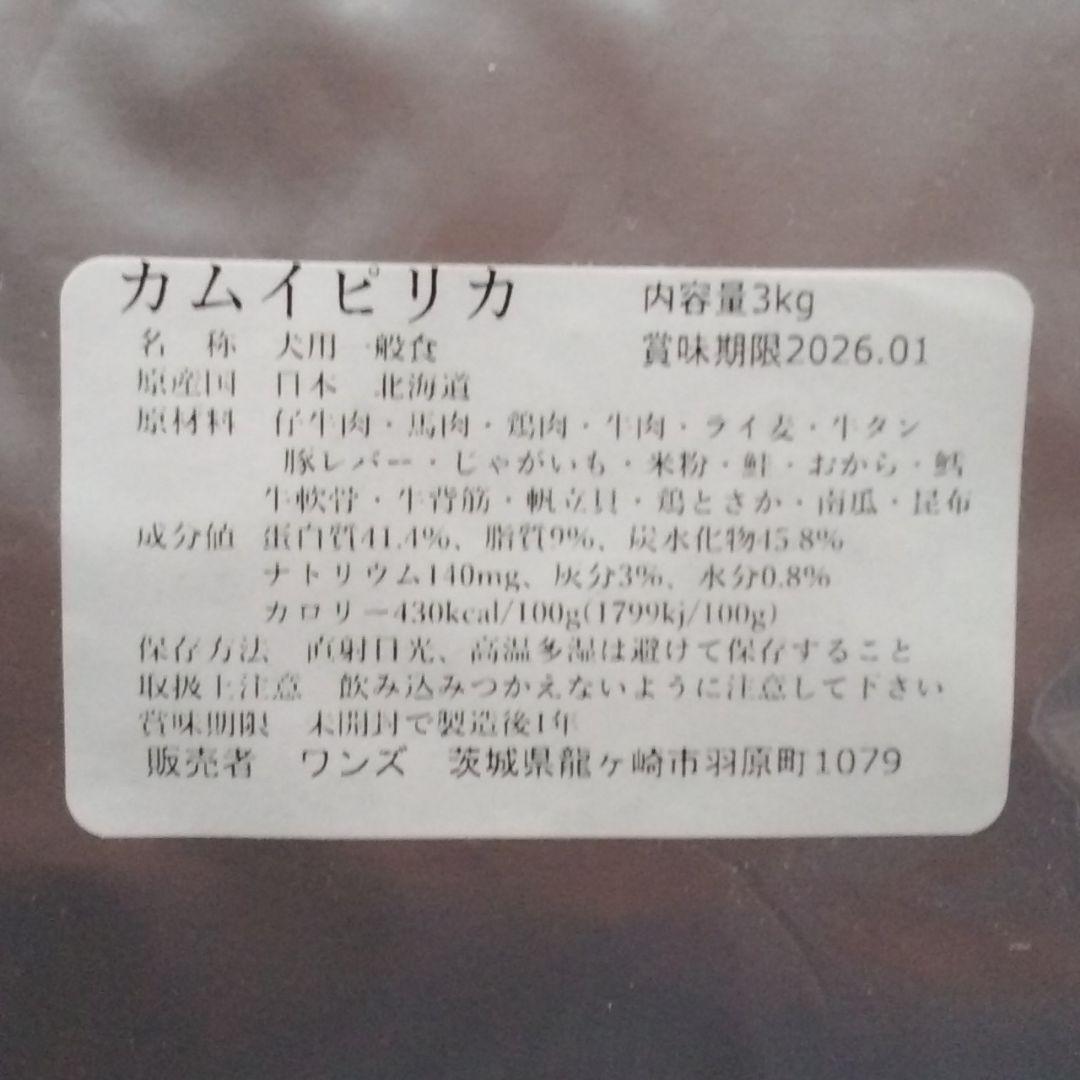 カムイピリカ 内容量3kg
名 称 犬用一般食 賞味期限2026.01
原産国 日本 北海道
原材料 仔牛肉・馬肉・鶏肉・牛肉・ライ麦・牛タン
豚レバー・じゃがいも・米粉・鮭・おから・鱈
牛軟骨・牛背筋・帆立貝・鶏とさか・南瓜・昆布
成分値 蛋白質41.4%、脂質9%、炭水化物45.8%
ナトリウム140mg、灰分3%、水分0.8%
カロリー430kcal/100g(1799kj/100g)
保存方法 直射日光、高温多湿は避けて保存すること
取扱上注意 飲み込みつかえないように注意して下さい
賞味期限 未開封で製造後1年
販売者 ワンズ 茨城県龍ヶ崎市羽原町1079